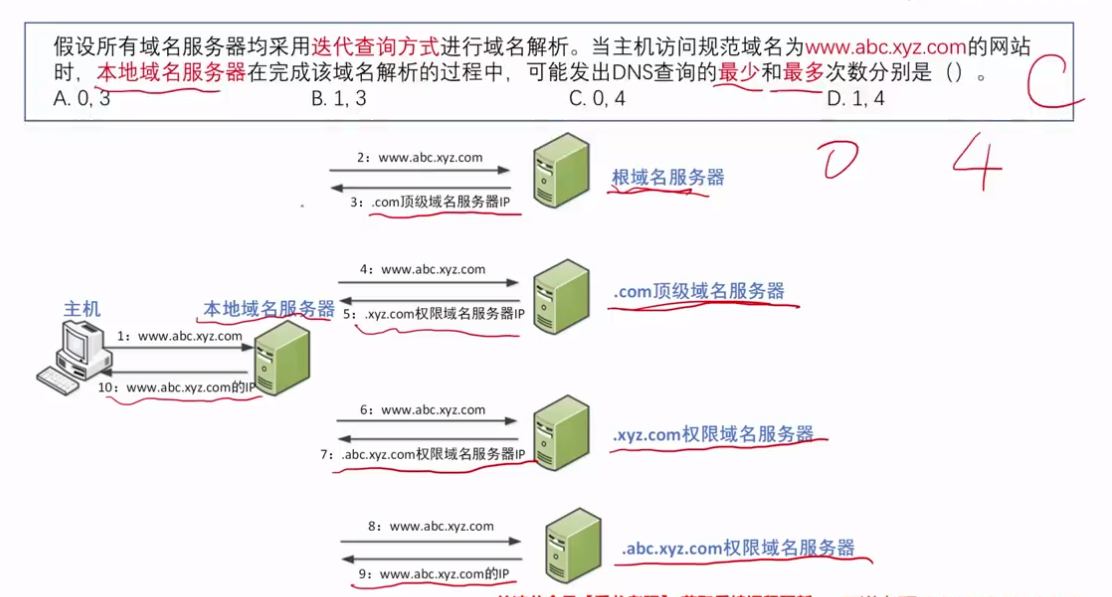 假设所有域名服务器均采用迭代查询方式进行域名解析。当主机访问规范域名为www.abc.xyz.com的网站
时，本地域名服务器在完成该域名解析的过程中，可能发出DNS查询的最少和最多次数分别是（）。
A. 0, 3 B. 1, 3 C. 0, 4 D. 1, 4
C
0 4
2：www.abc.xyz.com
根域名服务器
3：.com顶级域名服务器IP
4：www.abc.xyz.com
.com顶级域名服务器
5：.xyz.com权限域名服务器IP
主机
本地域名服务器
1：www.abc.xyz.com
10：www.abc.xyz.com的IP
6：www.abc.xyz.com
.xyz.com权限域名服务器
7：.abc.xyz.com权限域名服务器IP
8：www.abc.xyz.com
.abc.xyz.com权限域名服务器
9：www.abc.xyz.com的IP